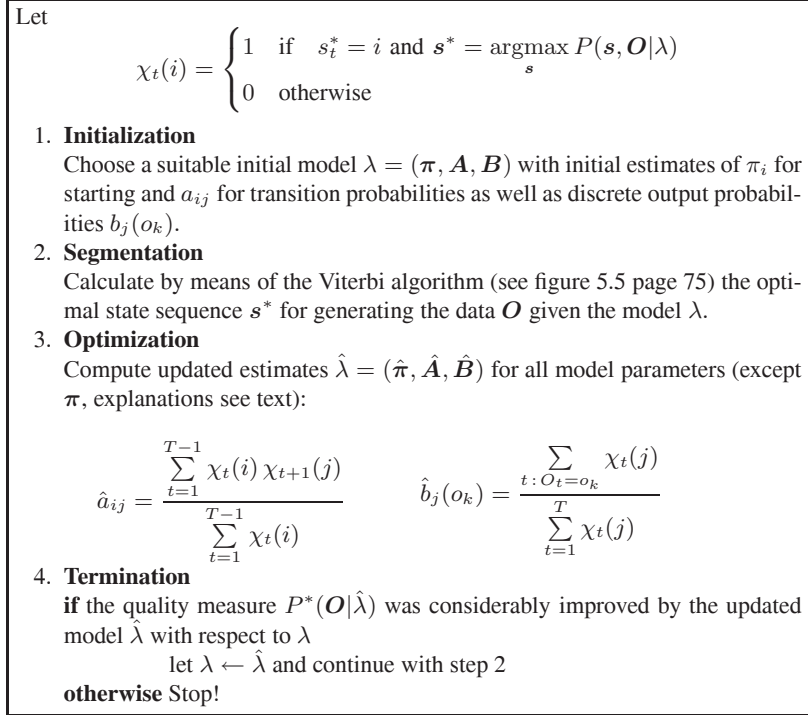 Let
χ_t(i) = { 1 if s*_t = i and s* = argmax_s P(s, O|λ)
0 otherwise
1. Initialization
Choose a suitable initial model λ = (π, A, B) with initial estimates of π_i for
starting and a_ij for transition probabilities as well as discrete output probabil-
ities b_j(o_k).
2. Segmentation
Calculate by means of the Viterbi algorithm (see figure 5.5 page 75) the opti-
mal state sequence s* for generating the data O given the model λ.
3. Optimization
Compute updated estimates λ̂ = (π̂, Â, B̂) for all model parameters (except
π, explanations see text):
â_ij = ∑_{t=1}^{T−1} χ_t(i) χ_{t+1}(j) / ∑_{t=1}^{T−1} χ_t(i)    b̂_j(o_k) = ∑_{t : O_t=o_k} χ_t(j) / ∑_{t=1}^{T} χ_t(j)
4. Termination
if the quality measure P*(O|λ̂) was considerably improved by the updated
model λ̂ with respect to λ
let λ ← λ̂ and continue with step 2
otherwise Stop!